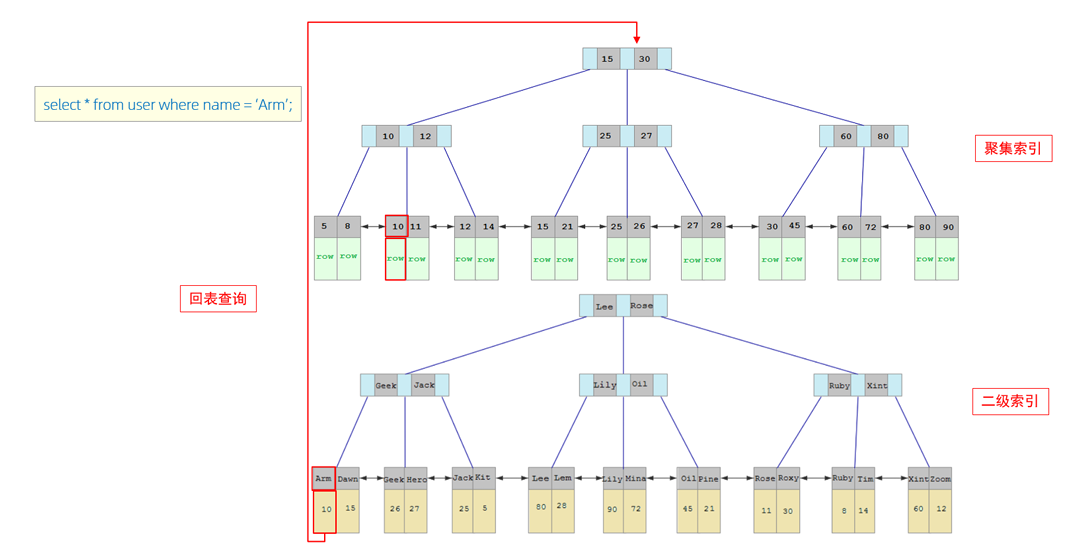 select * from user where name = 'Arm';
15 30
10 12
25 27
60 80
聚集索引
5 8
10 11
12 14
15 21
25 26
27 28
30 45
60 72
80 90
row row
row row
row row
row row
row row
row row
row row
row row
row row
回表查询
Lee Rose
Geek Jack
Lily Oil
Ruby Xint
二级索引
Arm Dawn
Geek Hero
Jack Kit
Lee Lem
Lily Mina
Oil Pine
Rose Roxy
Ruby Tim
Xint Zoom
10 15
26 27
25 5
80 28
90 72
45 21
11 30
8 14
60 12